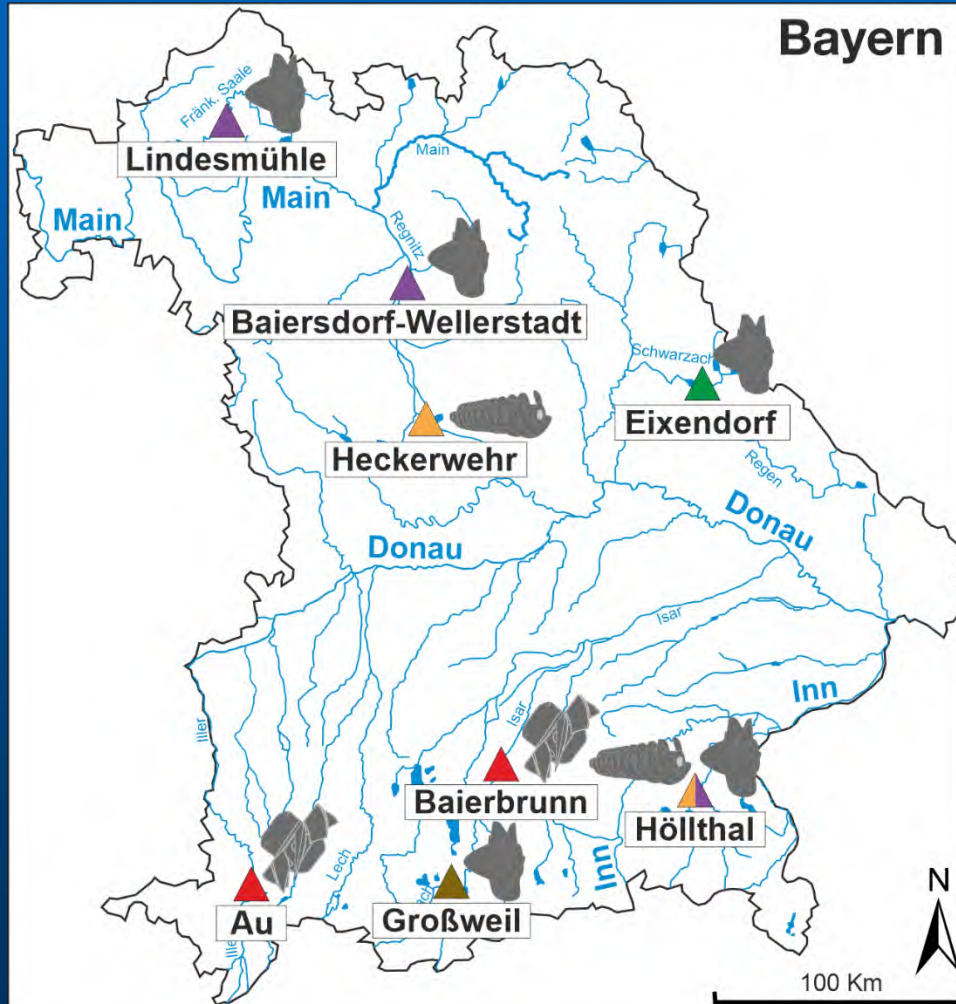 Bayern
Fränk. Saale
Lindesmühle
Main
Main
Main
Regnitz
Baiersdorf-Wellerstadt
Schwarzach
Eixendorf
Heckerwehr
Regen
Donau
Donau
Isar
Inn
Iller
Isar
Baierbrunn
Höllthal
Lech
Inn
Au
Großweil
N
100 Km